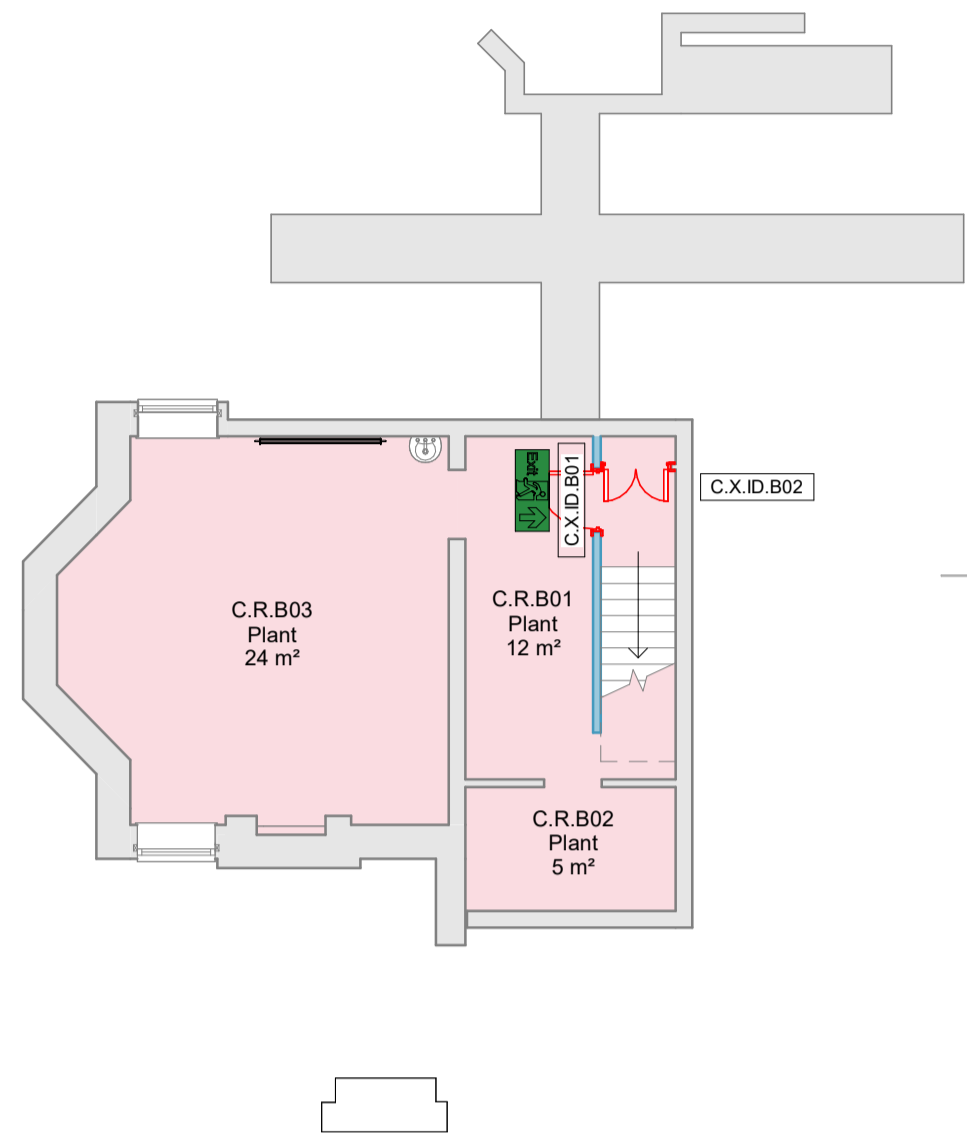 Exit
C.X.ID.B01
C.X.ID.B02
C.R.B03
Plant
24 m²
C.R.B01
Plant
12 m²
C.R.B02
Plant
5 m²